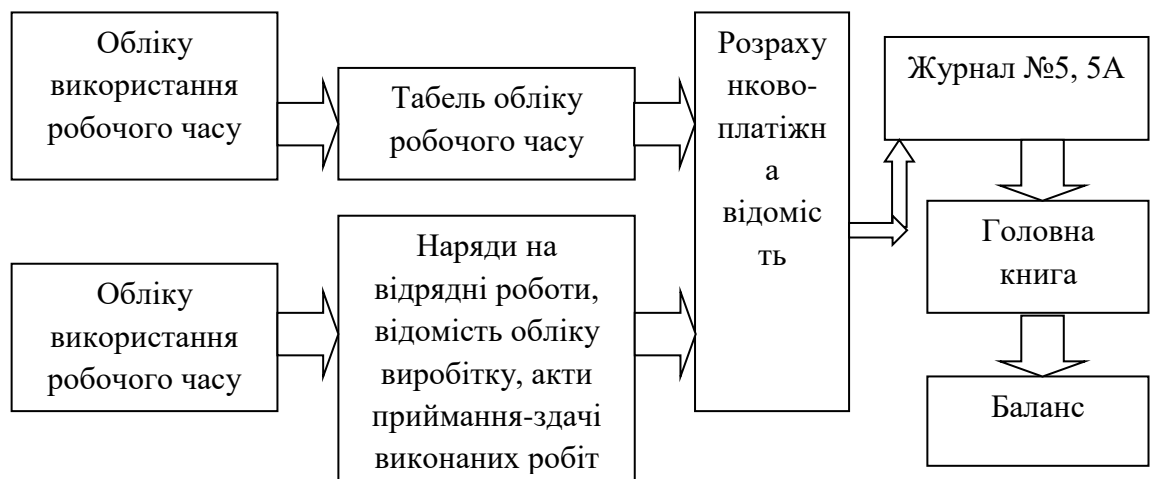 Обліку
використання
робочого часу
Табель обліку
робочого часу
Розраху
нково-
платіжн
а
відоміс
ть
Журнал №5, 5А
Обліку
використання
робочого часу
Наряди на
відрядні роботи,
відомість обліку
виробітку, акти
приймання-здачі
виконаних робіт
Головна
книга
Баланс